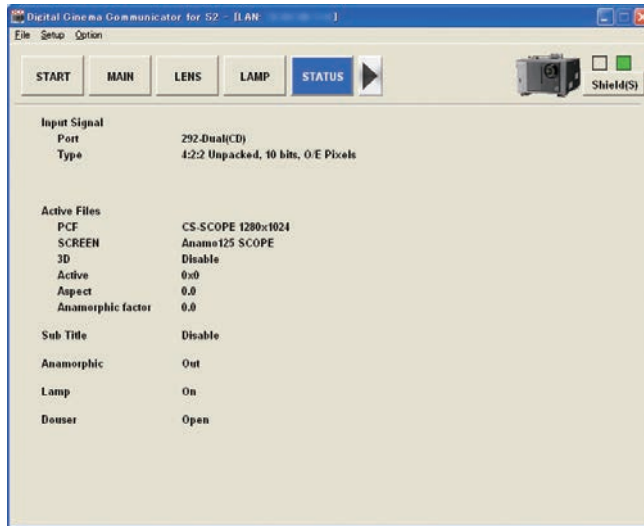 Digital Cinema Communicator for S2 - [LAN: ]
File Setup Option
START MAIN LENS LAMP STATUS Shield(S)
Input Signal
Port 292-Dual(CD)
Type 4:2:2 Unpacked, 10 bits, O/E Pixels
Active Files
PCF CS-SCOPE 1280x1024
SCREEN Anamo125 SCOPE
3D Disable
Active 0x0
Aspect 0.0
Anamorphic factor 0.0
Sub Title Disable
Anamorphic Out
Lamp On
Douser Open